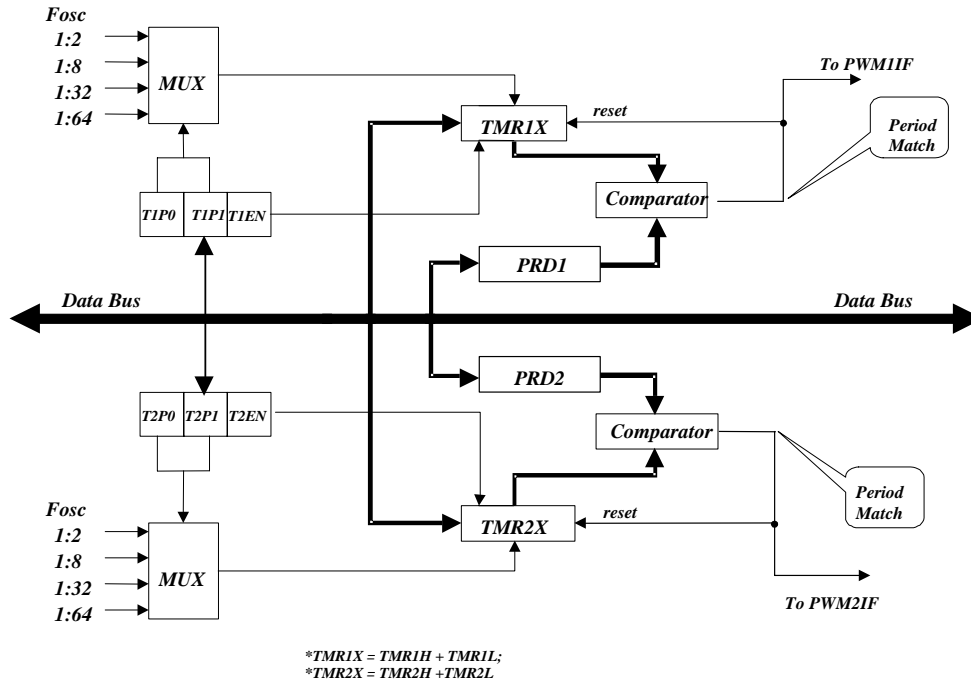 Fosc
1:2
1:8
1:32
1:64
MUX
T1P0 T1P1 T1EN
TMR1X
reset
To PWM1IF
Period
Match
Comparator
PRD1
Data Bus
Data Bus
PRD2
T2P0 T2P1 T2EN
Comparator
Period
Match
Fosc
1:2
1:8
1:32
1:64
MUX
TMR2X
reset
To PWM2IF
*TMR1X = TMR1H + TMR1L;
*TMR2X = TMR2H +TMR2L